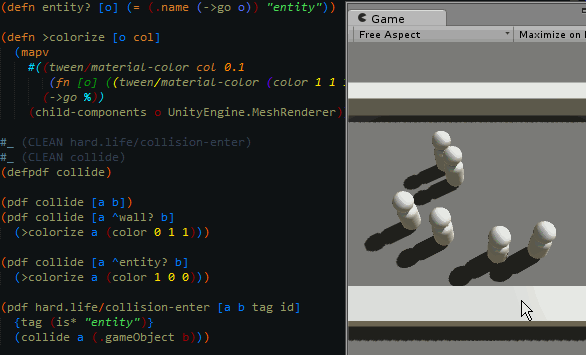 (defn entity? [o] (= (.name (->go o)) "entity"))
Game
Free Aspect
Maximize on
(defn >colorize [o col]
(mapv
#((tween/material-color col 0.1
(fn [o] ((tween/material-color (color 1 1
(->go %))
(child-components o UnityEngine.MeshRenderer)
#_ (CLEAN hard.life/collision-enter)
#_ (CLEAN collide)
(defpdf collide)
(pdf collide [a b])
(pdf collide [a ^wall? b]
(>colorize a (color 0 1 1)))
(pdf collide [a ^entity? b]
(>colorize a (color 1 0 0)))
(pdf hard.life/collision-enter [a b tag id]
{tag (is* "entity")}
(collide a (.gameObject b)))